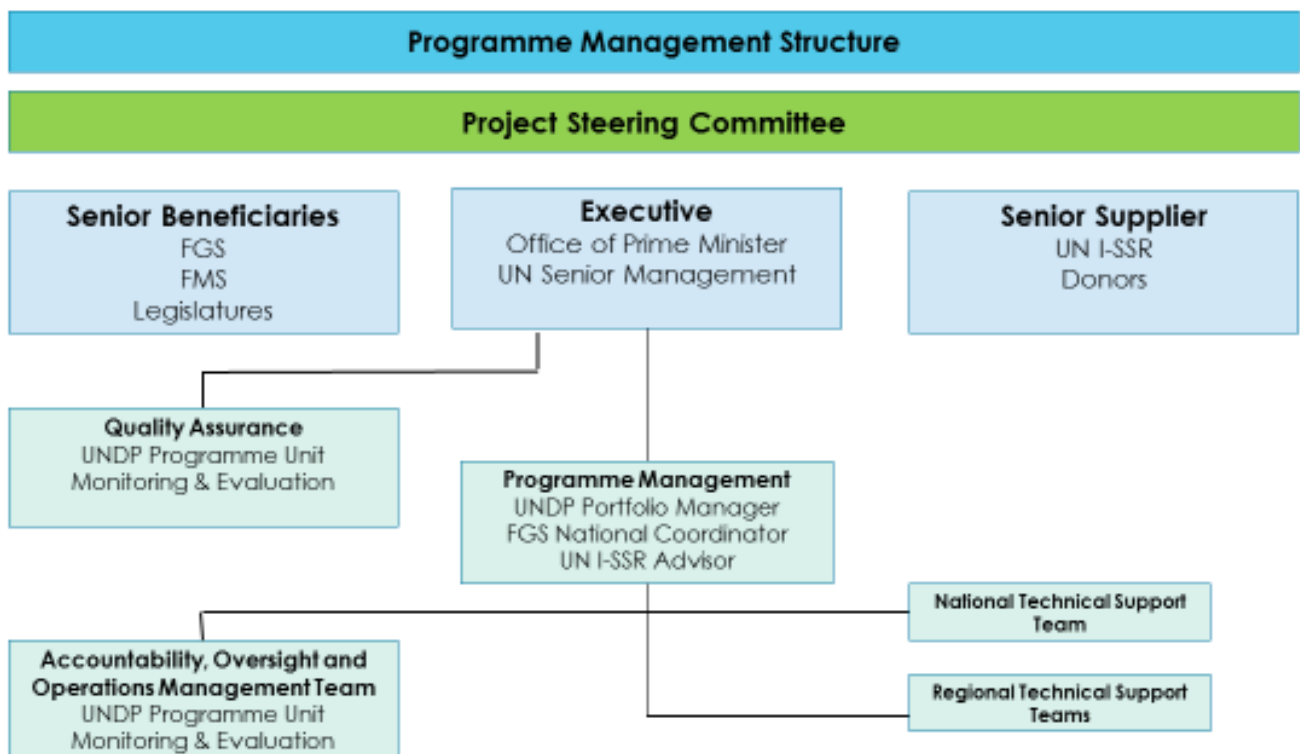 Programme Management Structure
Project Steering Committee
Senior Beneficiaries
FGS
FMS
Legislatures
Executive
Office of Prime Minister
UN Senior Management
Senior Supplier
UN I-SSR
Donors
Quality Assurance
UNDP Programme Unit
Monitoring & Evaluation
Programme Management
UNDP Portfolio Manager
FGS National Coordinator
UN I-SSR Advisor
National Technical Support
Team
Accountability, Oversight and
Operations Management Team
UNDP Programme Unit
Monitoring & Evaluation
Regional Technical Support
Teams